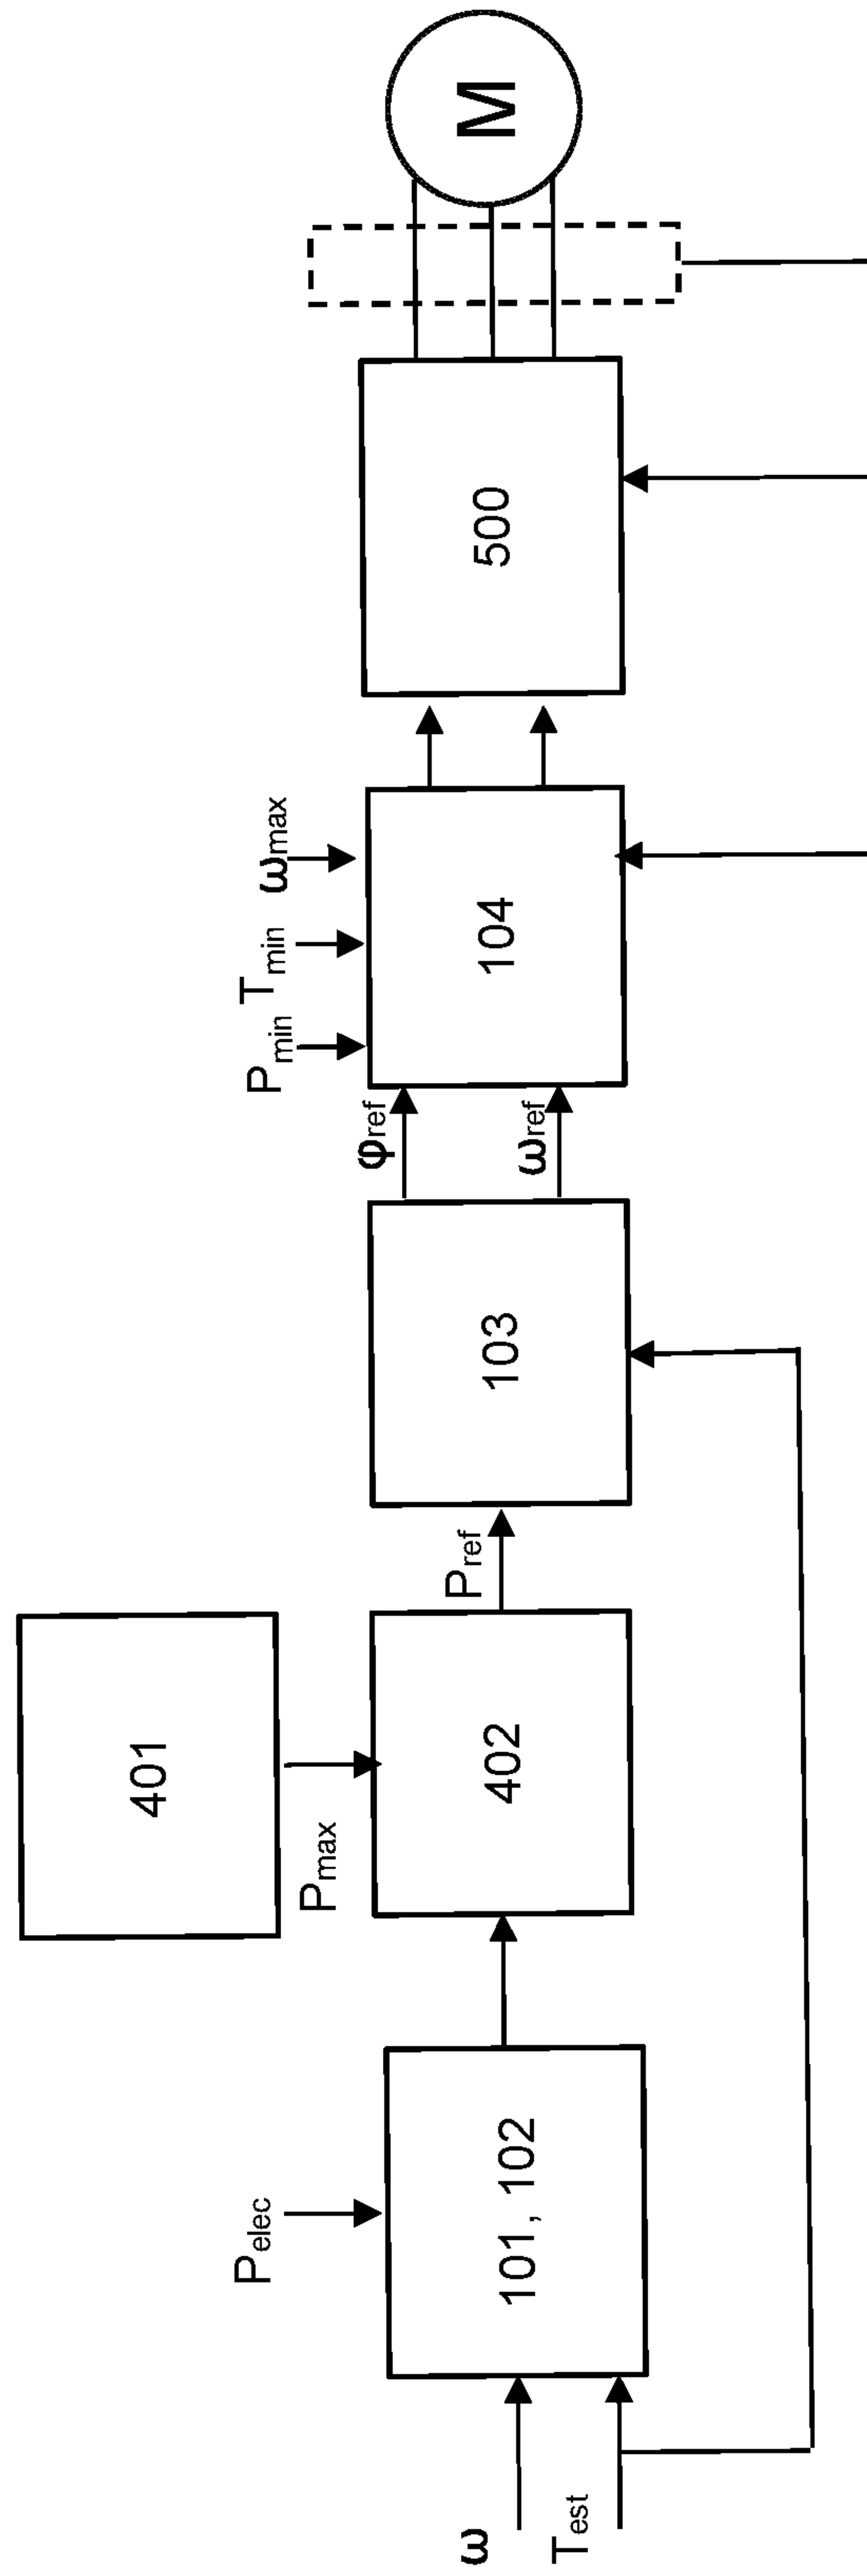 ω
Test
Pelec
101, 102
401
Pmax
402
Pref
103
φref
ωref
Pmin
Tmin
ωmax
104
500
M